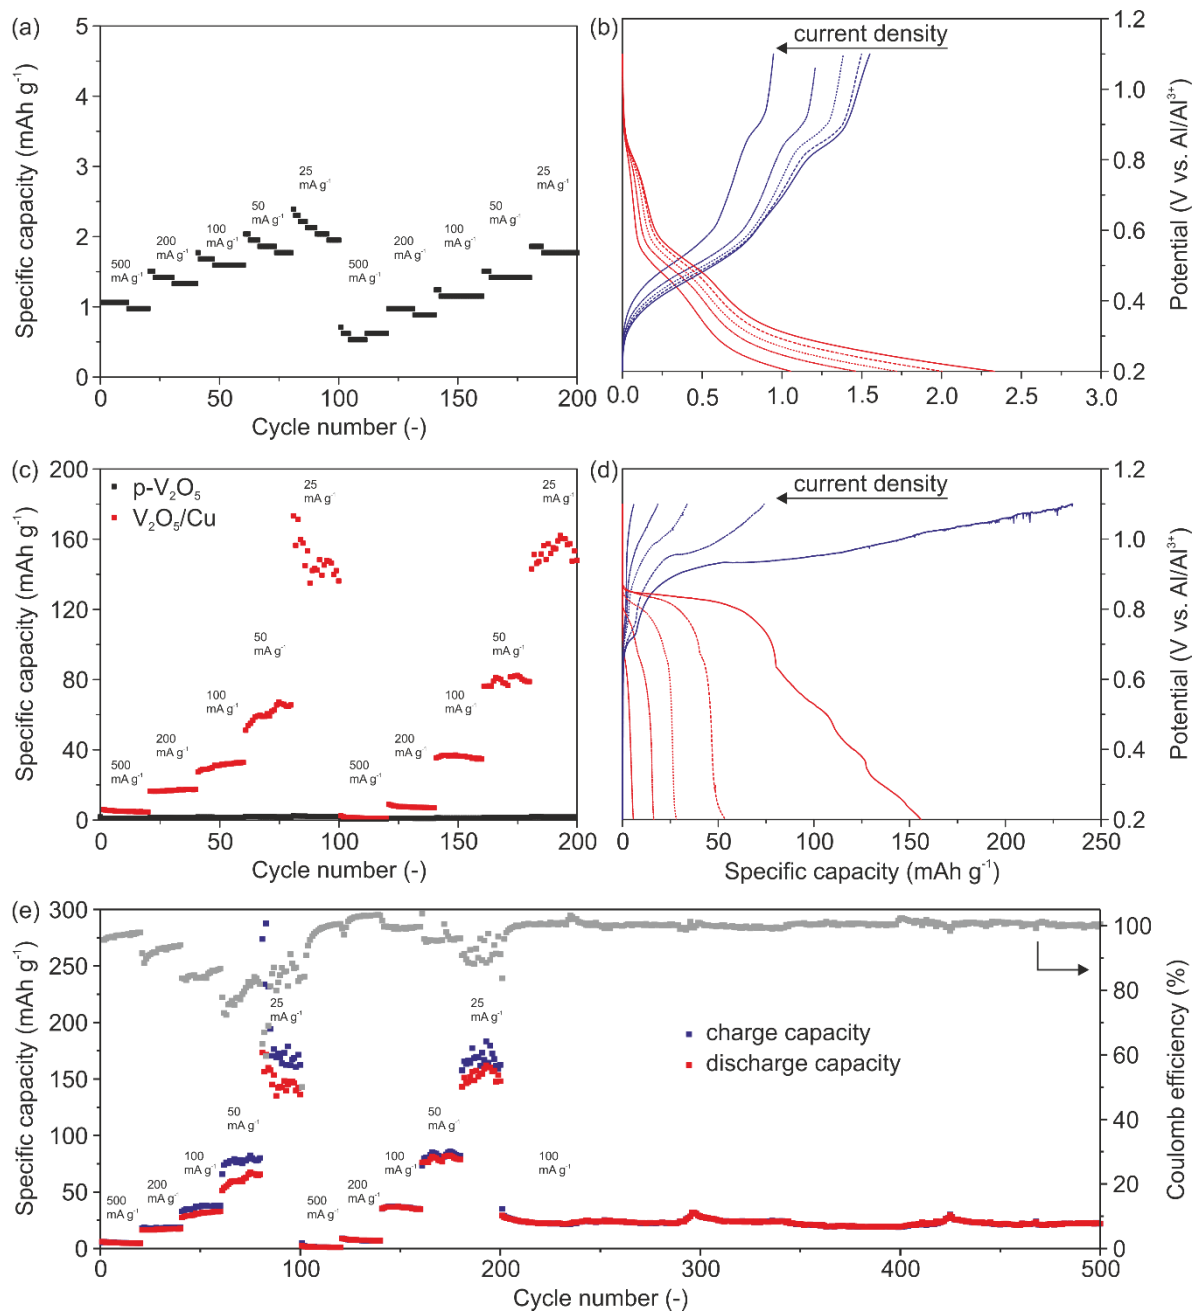 (a)
Specific capacity (mAh g⁻¹)
5
4
3
2
1
0
500
mA g⁻¹
200
mA g⁻¹
100
mA g⁻¹
50
mA g⁻¹
25
mA g⁻¹
500
mA g⁻¹
200
mA g⁻¹
100
mA g⁻¹
50
mA g⁻¹
25
mA g⁻¹
0
50
100
150
200
Cycle number (-)
(b)
current density
1.2
1.0
0.8
0.6
0.4
0.2
Potential (V vs. Al/Al³⁺)
0.0
0.5
1.0
1.5
2.0
2.5
3.0
(c)
Specific capacity (mAh g⁻¹)
200
160
120
80
40
0
p-V₂O₅
V₂O₅/Cu
500
mA g⁻¹
200
mA g⁻¹
100
mA g⁻¹
50
mA g⁻¹
25
mA g⁻¹
500
mA g⁻¹
200
mA g⁻¹
100
mA g⁻¹
50
mA g⁻¹
25
mA g⁻¹
0
50
100
150
200
Cycle number (-)
(d)
current density
1.2
1.0
0.8
0.6
0.4
0.2
Potential (V vs. Al/Al³⁺)
0
50
100
150
200
250
Specific capacity (mAh g⁻¹)
(e)
Specific capacity (mAh g⁻¹)
300
250
200
150
100
50
0
500
mA g⁻¹
200
mA g⁻¹
100
mA g⁻¹
50
mA g⁻¹
25
mA g⁻¹
500
mA g⁻¹
200
mA g⁻¹
100
mA g⁻¹
50
mA g⁻¹
25
mA g⁻¹
100
mA g⁻¹
charge capacity
discharge capacity
100
80
60
40
20
0
Coulomb efficiency (%)
0
100
200
300
400
500
Cycle number (-)